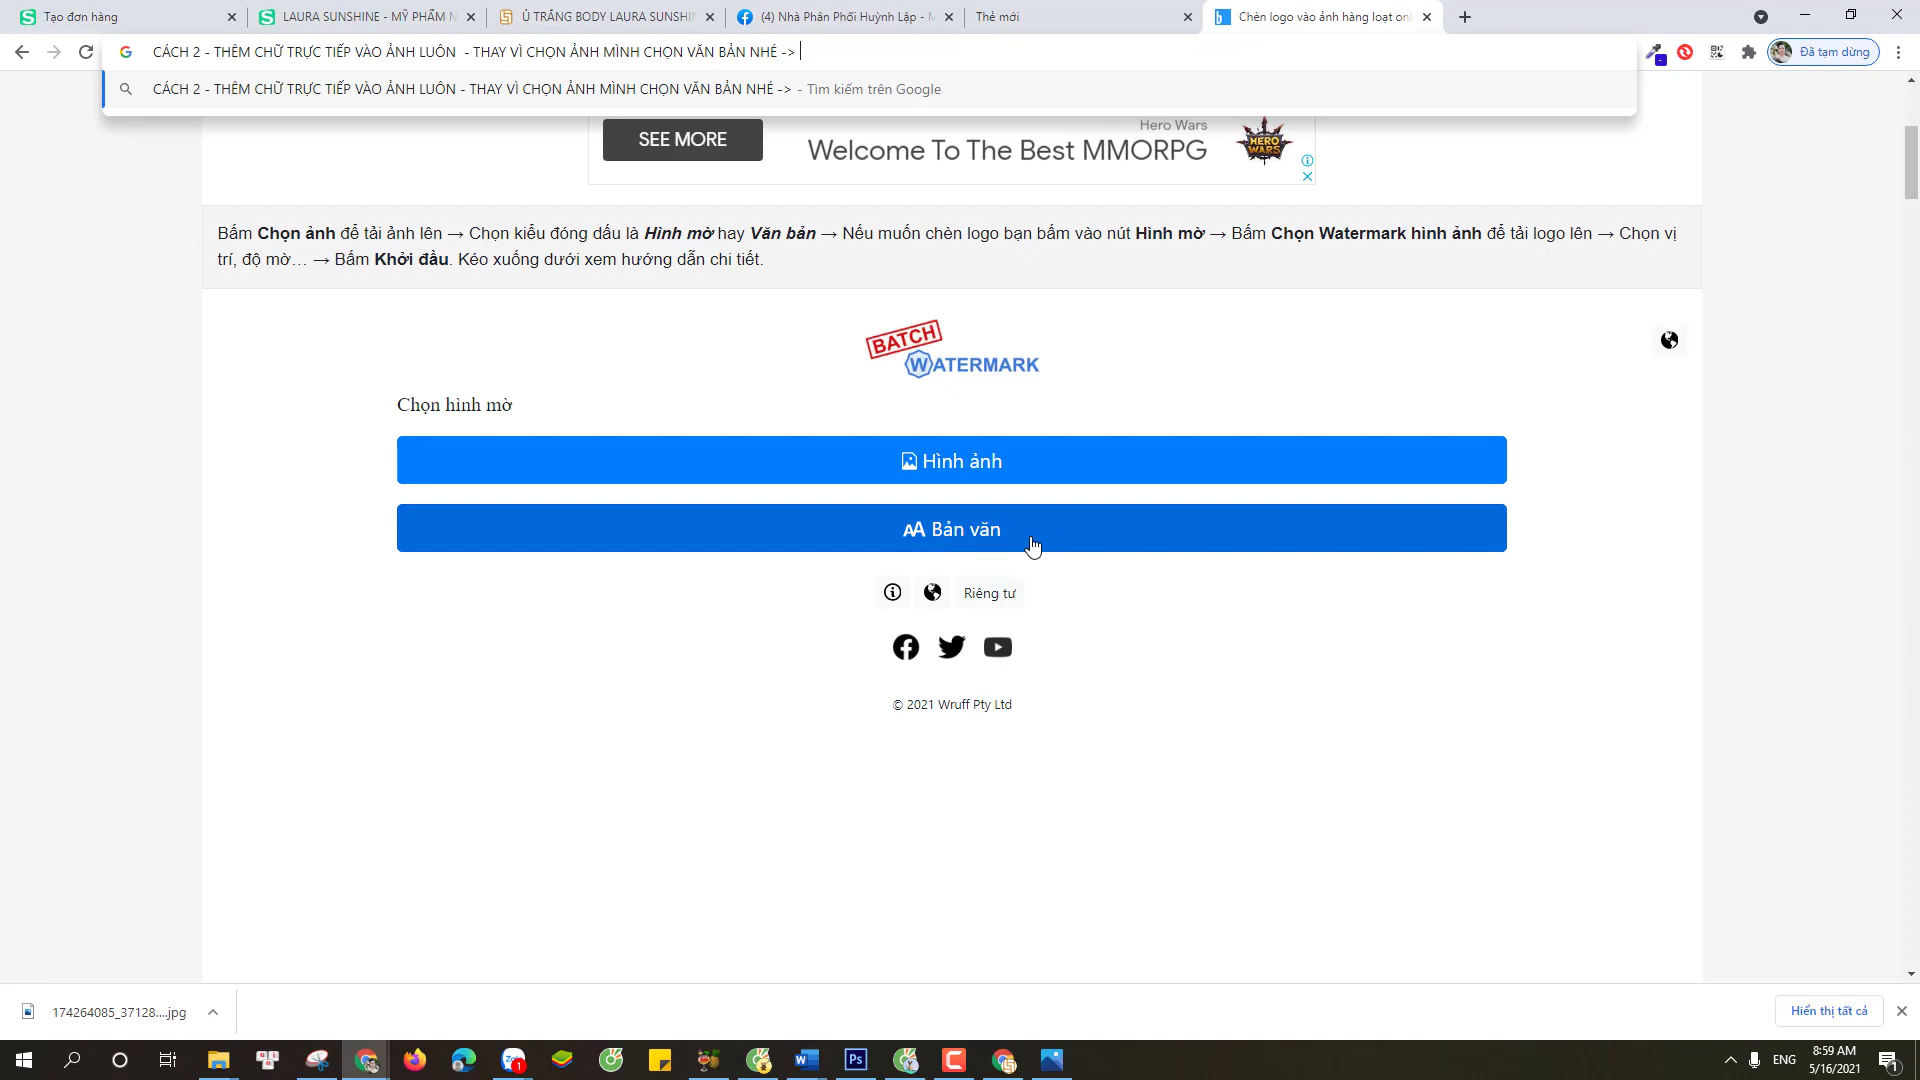 Tạo đơn hàng
LAURA SUNSHINE - MỸ PHẨM N
Ủ TRẮNG BODY LAURA SUNSHIN
(4) Nhà Phân Phối Huỳnh Lập - M
Thẻ mới
Chèn logo vào ảnh hàng loạt onl
CÁCH 2 - THÊM CHỮ TRỰC TIẾP VÀO ẢNH LUÔN - THAY VÌ CHỌN ẢNH MÌNH CHỌN VĂN BẢN NHÉ ->
Đã tạm dừng
CÁCH 2 - THÊM CHỮ TRỰC TIẾP VÀO ẢNH LUÔN - THAY VÌ CHỌN ẢNH MÌNH CHỌN VĂN BẢN NHÉ -> - Tìm kiếm trên Google
SEE MORE
Hero Wars
Welcome To The Best MMORPG
HERO WARS
Bấm Chọn ảnh để tải ảnh lên → Chọn kiểu đóng dấu là Hình mờ hay Văn bản → Nếu muốn chèn logo bạn bấm vào nút Hình mờ → Bấm Chọn Watermark hình ảnh để tải logo lên → Chọn vị
trí, độ mờ… → Bấm Khởi đầu. Kéo xuống dưới xem hướng dẫn chi tiết.
BATCH
WATERMARK
Chọn hình mờ
Hình ảnh
AA Bản văn
Riêng tư
© 2021 Wruff Pty Ltd
174264085_37128....jpg
Hiển thị tất cả
ENG
8:59 AM
5/16/2021